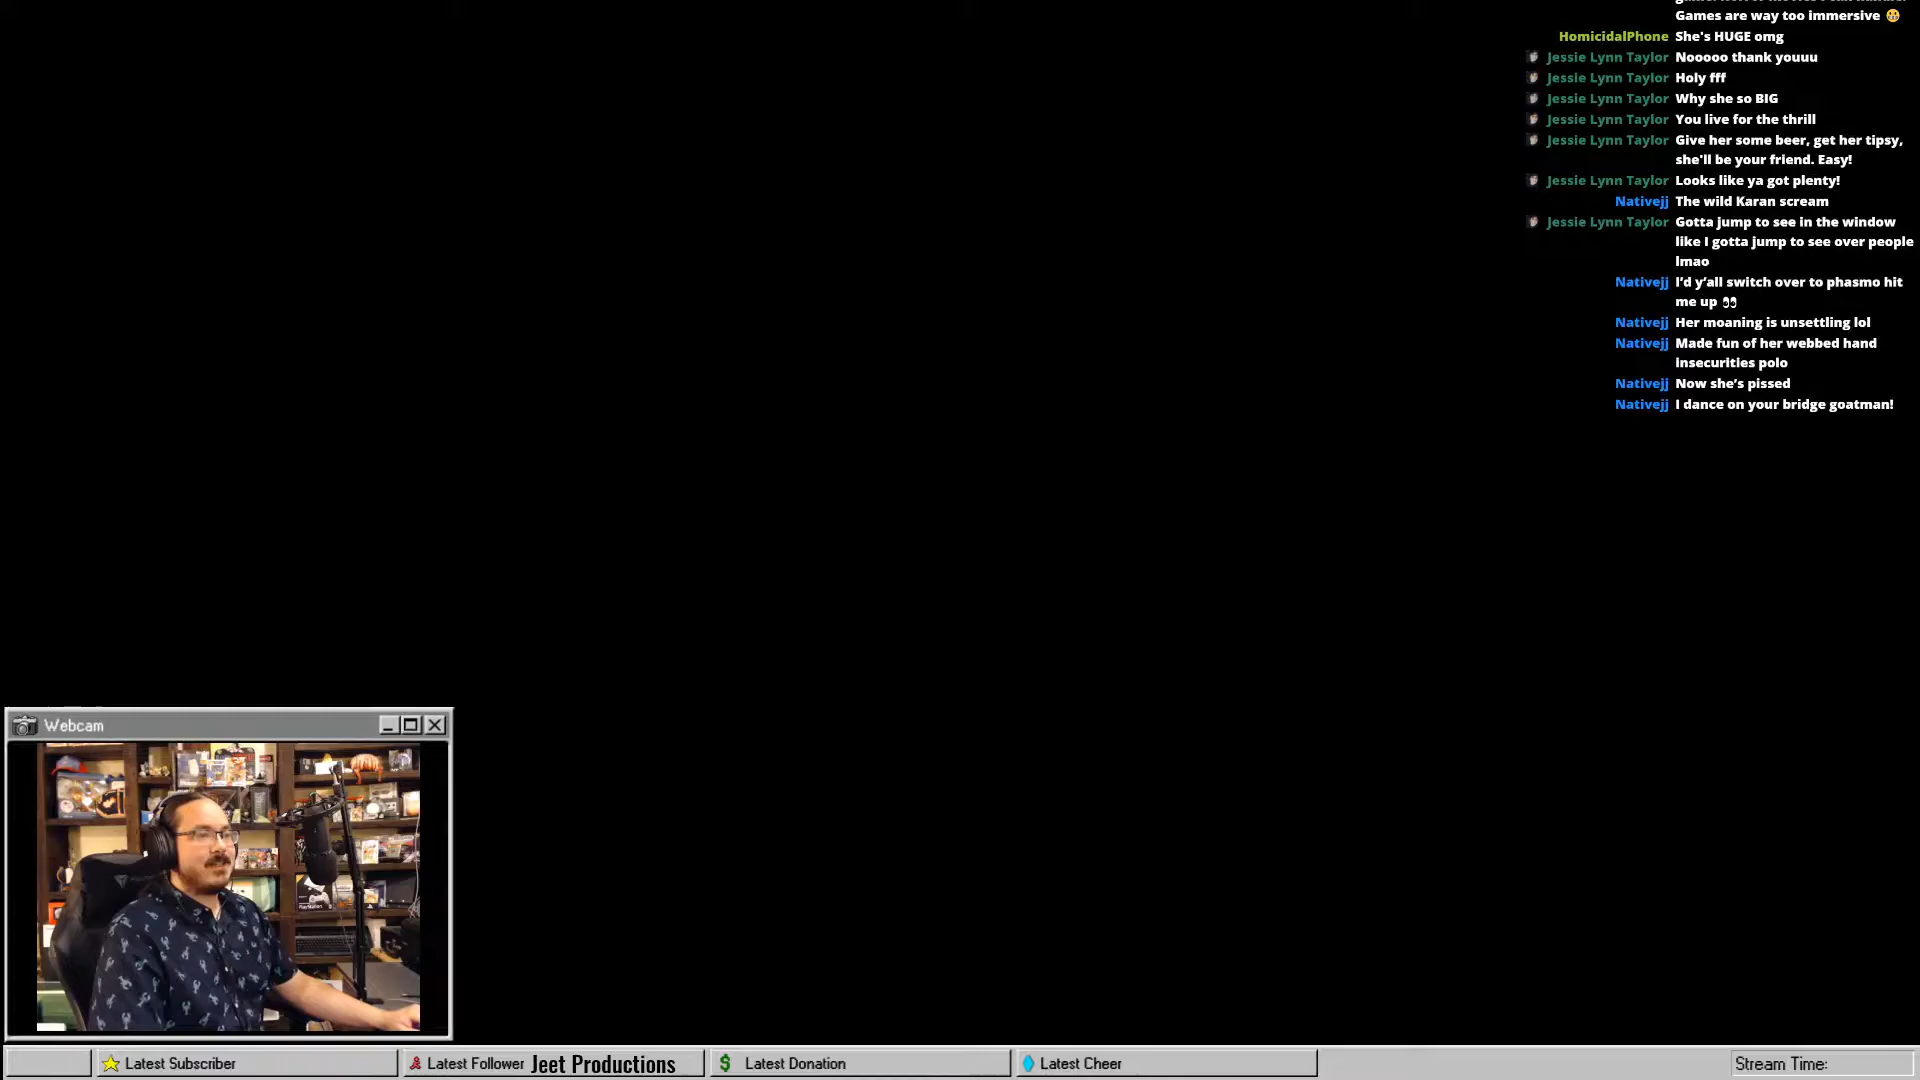 Games are way too immersive 😬
HomicidalPhone She's HUGE omg
Jessie Lynn Taylor Nooooo thank youuu
Jessie Lynn Taylor Holy fff
Jessie Lynn Taylor Why she so BIG
Jessie Lynn Taylor You live for the thrill
Jessie Lynn Taylor Give her some beer, get her tipsy,
she'll be your friend. Easy!
Jessie Lynn Taylor Looks like ya got plenty!
Nativejj The wild Karan scream
Jessie Lynn Taylor Gotta jump to see in the window
like I gotta jump to see over people
lmao
Nativejj I’d y’all switch over to phasmo hit
me up 👀
Nativejj Her moaning is unsettling lol
Nativejj Made fun of her webbed hand
insecurities polo
Nativejj Now she’s pissed
Nativejj I dance on your bridge goatman!
Webcam
PlayStation
Latest Subscriber
Latest Follower Jeet Productions
Latest Donation
Latest Cheer
Stream Time: